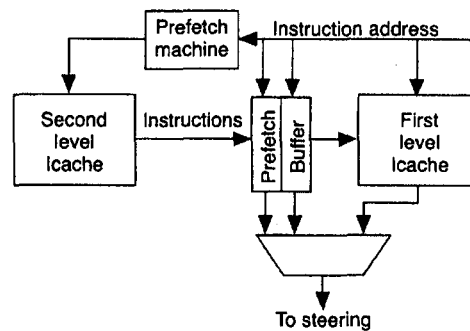 Prefetch
machine
Instruction address
Second
level
Icache
Instructions
Prefetch
Buffer
First
level
Icache
To steering